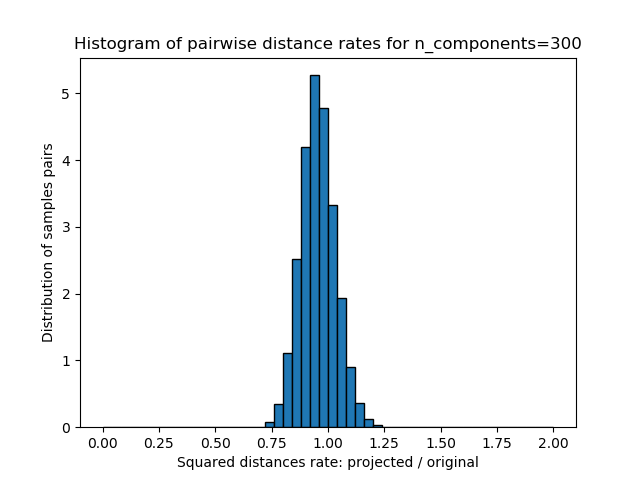 Histogram of pairwise distance rates for n_components=300
Distribution of samples pairs
5
4
3
2
1
0
0.00 0.25 0.50 0.75 1.00 1.25 1.50 1.75 2.00
Squared distances rate: projected / original